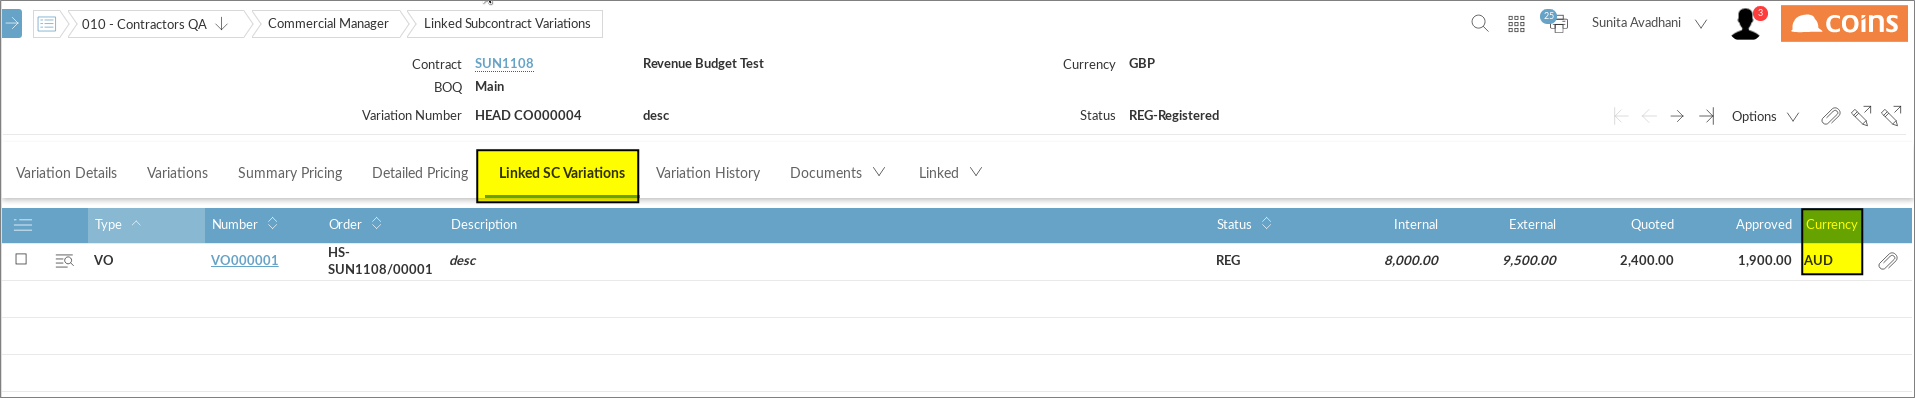 010 - Contractors QA Commercial Manager Linked Subcontract Variations 25 Sunita Avadhani 3 COINS
Contract SUN1108 Revenue Budget Test Currency GBP
BOQ Main
Variation Number HEAD CO000004 desc Status REG-Registered Options
Variation Details Variations Summary Pricing Detailed Pricing Linked SC Variations Variation History Documents Linked
Type Number Order Description Status Internal External Quoted Approved Currency
VO VO000001 HS-SUN1108/00001 desc REG 8,000.00 9,500.00 2,400.00 1,900.00 AUD